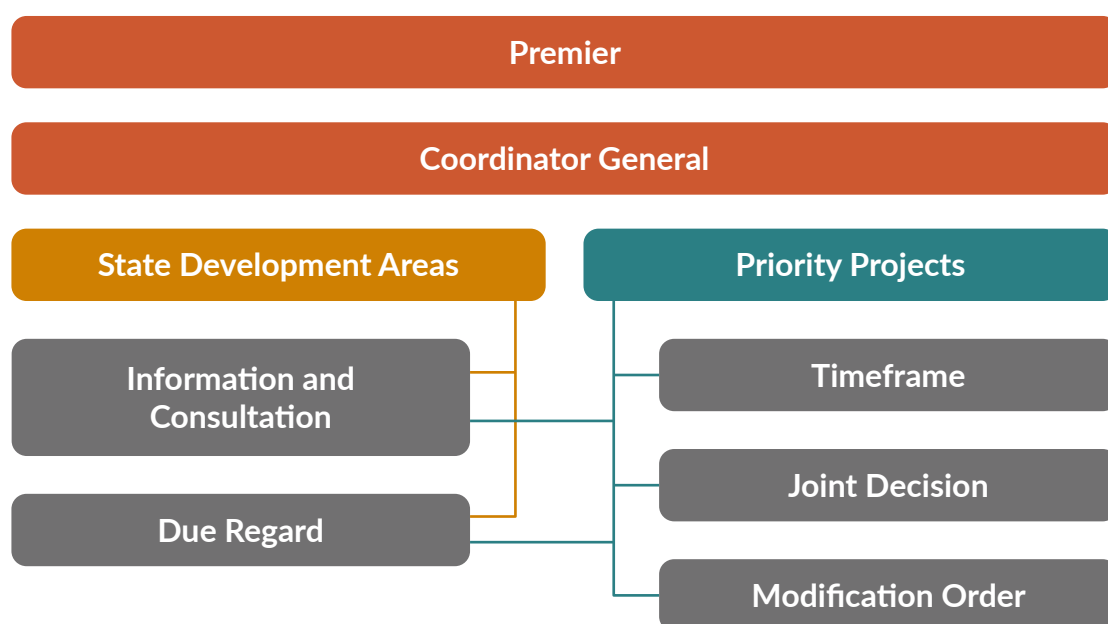 Premier
Coordinator General
State Development Areas
Priority Projects
Information and
Consultation
Timeframe
Joint Decision
Due Regard
Modification Order